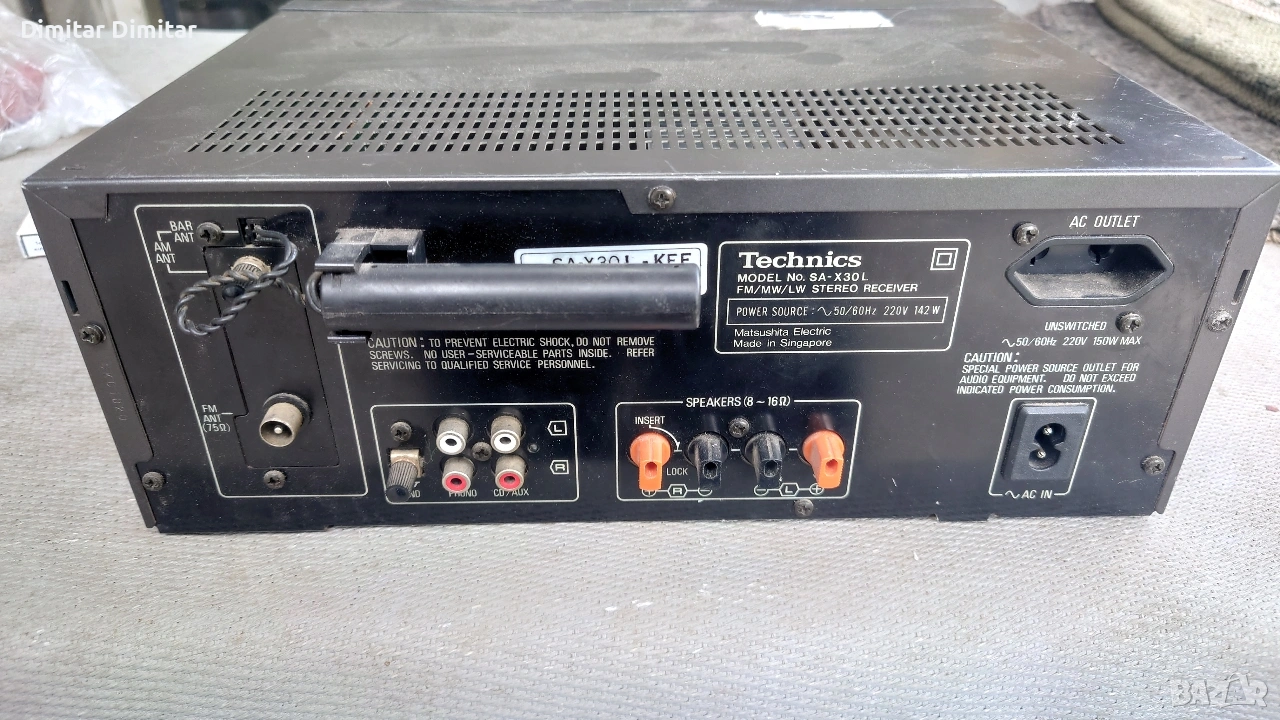 Dimitar Dimitar
BAR
ANT
AM
ANT
FM
ANT
(75Ω)
SA-X30L-KEF
Technics
MODEL No. SA-X30L
FM/MW/LW STEREO RECEIVER
POWER SOURCE: ∿50/60Hz 220V 142W
Matsushita Electric
Made in Singapore
AC OUTLET
UNSWITCHED
∿50/60Hz 220V 150W MAX
CAUTION:
SPECIAL POWER SOURCE OUTLET FOR
AUDIO EQUIPMENT. DO NOT EXCEED
INDICATED POWER CONSUMPTION.
CAUTION: TO PREVENT ELECTRIC SHOCK, DO NOT REMOVE
SCREWS. NO USER-SERVICEABLE PARTS INSIDE. REFER
SERVICING TO QUALIFIED SERVICE PERSONNEL.
L
R
PHONO CD/AUX
SPEAKERS (8~16Ω)
INSERT
LOCK
+ R − − L +
∿ AC IN
BAZAR